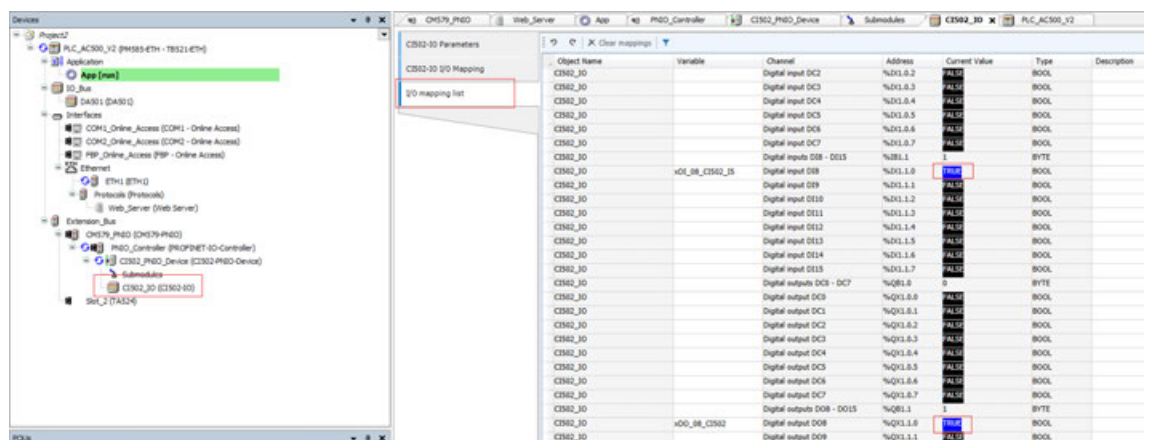 Devices
Project2
PLC_AC500_V2 (PM585-ETH - TB521-ETH)
Application
App [run]
IO_Bus
DA501 (DA501)
Interfaces
COM1_Online_Access (COM1 - Online Access)
COM2_Online_Access (COM2 - Online Access)
FBP_Online_Access (FBP - Online Access)
Ethernet
ETH1 (ETH1)
Protocols (Protocols)
Web_Server (Web Server)
Extension_Bus
CM579_PNIO (CM579-PNIO)
PNIO_Controller (PROFINET-IO-Controller)
CI502_PNIO_Device (CI502-PNIO-Device)
Submodules
CI502_IO (CI502-IO)
Slot_2 (TA524)
POUs
CM579_PNIO Web_Server App PNIO_Controller CI502_PNIO_Device Submodules CI502_IO PLC_AC500_V2
CI502-IO Parameters
CI502-IO I/O Mapping
I/O mapping list
Clear mappings
Object Name Variable Channel Address Current Value Type Description
CI502_IO Digital input DC2 %IX1.0.2 FALSE BOOL
CI502_IO Digital input DC3 %IX1.0.3 FALSE BOOL
CI502_IO Digital input DC4 %IX1.0.4 FALSE BOOL
CI502_IO Digital input DC5 %IX1.0.5 FALSE BOOL
CI502_IO Digital input DC6 %IX1.0.6 FALSE BOOL
CI502_IO Digital input DC7 %IX1.0.7 FALSE BOOL
CI502_IO Digital inputs DI8 - DI15 %IB1.1 1 BYTE
CI502_IO xDI_08_CI502_I5 Digital input DI8 %IX1.1.0 TRUE BOOL
CI502_IO Digital input DI9 %IX1.1.1 FALSE BOOL
CI502_IO Digital input DI10 %IX1.1.2 FALSE BOOL
CI502_IO Digital input DI11 %IX1.1.3 FALSE BOOL
CI502_IO Digital input DI12 %IX1.1.4 FALSE BOOL
CI502_IO Digital input DI13 %IX1.1.5 FALSE BOOL
CI502_IO Digital input DI14 %IX1.1.6 FALSE BOOL
CI502_IO Digital input DI15 %IX1.1.7 FALSE BOOL
CI502_IO Digital outputs DC0 - DC7 %QB1.0 0 BYTE
CI502_IO Digital output DC0 %QX1.0.0 FALSE BOOL
CI502_IO Digital output DC1 %QX1.0.1 FALSE BOOL
CI502_IO Digital output DC2 %QX1.0.2 FALSE BOOL
CI502_IO Digital output DC3 %QX1.0.3 FALSE BOOL
CI502_IO Digital output DC4 %QX1.0.4 FALSE BOOL
CI502_IO Digital output DC5 %QX1.0.5 FALSE BOOL
CI502_IO Digital output DC6 %QX1.0.6 FALSE BOOL
CI502_IO Digital output DC7 %QX1.0.7 FALSE BOOL
CI502_IO Digital outputs DO8 - DO15 %QB1.1 1 BYTE
CI502_IO xDO_08_CI502 Digital output DO8 %QX1.1.0 TRUE BOOL
CI502_IO Digital output DO9 %QX1.1.1 FALSE BOOL